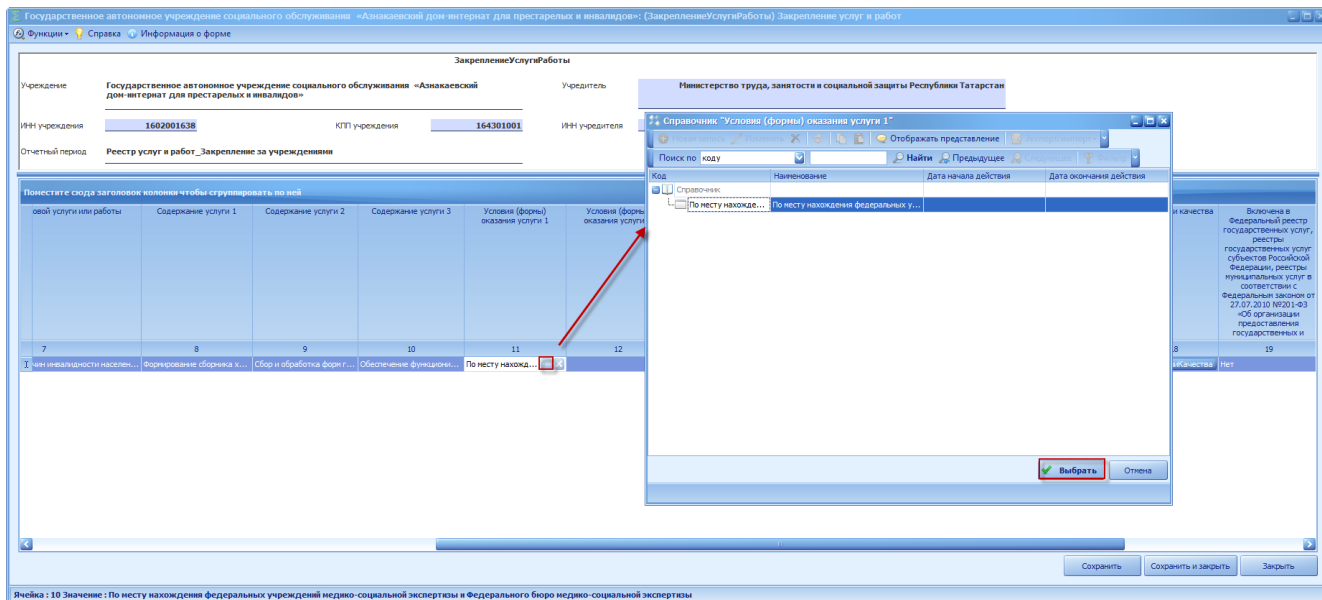 Государственное автономное учреждение социального обслуживания «Азнакаевский дом-интернат для престарелых и инвалидов»: (ЗакреплениеУслугиРаботы) Закрепление услуг и работ
Функции Справка Информация о форме
ЗакреплениеУслугиРаботы
Учреждение Государственное автономное учреждение социального обслуживания «Азнакаевский
дом-интернат для престарелых и инвалидов»
Учредитель Министерство труда, занятости и социальной защиты Республики Татарстан
ИНН учреждения 1602001638 КПП учреждения 164301001 ИНН учредителя
Отчетный период Реестр услуг и работ_Закрепление за учреждениями
Поместите сюда заголовок колонки чтобы сгруппировать по ней
овой услуги или работы
Содержание услуги 1
Содержание услуги 2
Содержание услуги 3
Условия (формы)
оказания услуги 1
Условия (формы
оказания услуги
и качества
Включена в
Федеральный реестр
государственных услуг,
реестры
государственных услуг
субъектов Российской
Федерации, реестры
муниципальных услуг в
соответствии с
Федеральным законом от
27.07.2010 №201-ФЗ
«Об организации
предоставления
государственных и
7 8 9 10 11 12 18 19
чин инвалидности населен... Формирование сборника х... Сбор и обработка форм г... Обеспечение функциони... По месту нахожд... иКачества Нет
Справочник "Условия (формы) оказания услуги 1"
Отображать представление
Поиск по коду Найти Предыдущее
Код Наименование Дата начала действия Дата окончания действия
Справочник
По месту нахожде... По месту нахождения федеральных у...
Выбрать Отмена
Сохранить Сохранить и закрыть Закрыть
Ячейка : 10 Значение : По месту нахождения федеральных учреждений медико-социальной экспертизы и Федерального бюро медико-социальной экспертизы